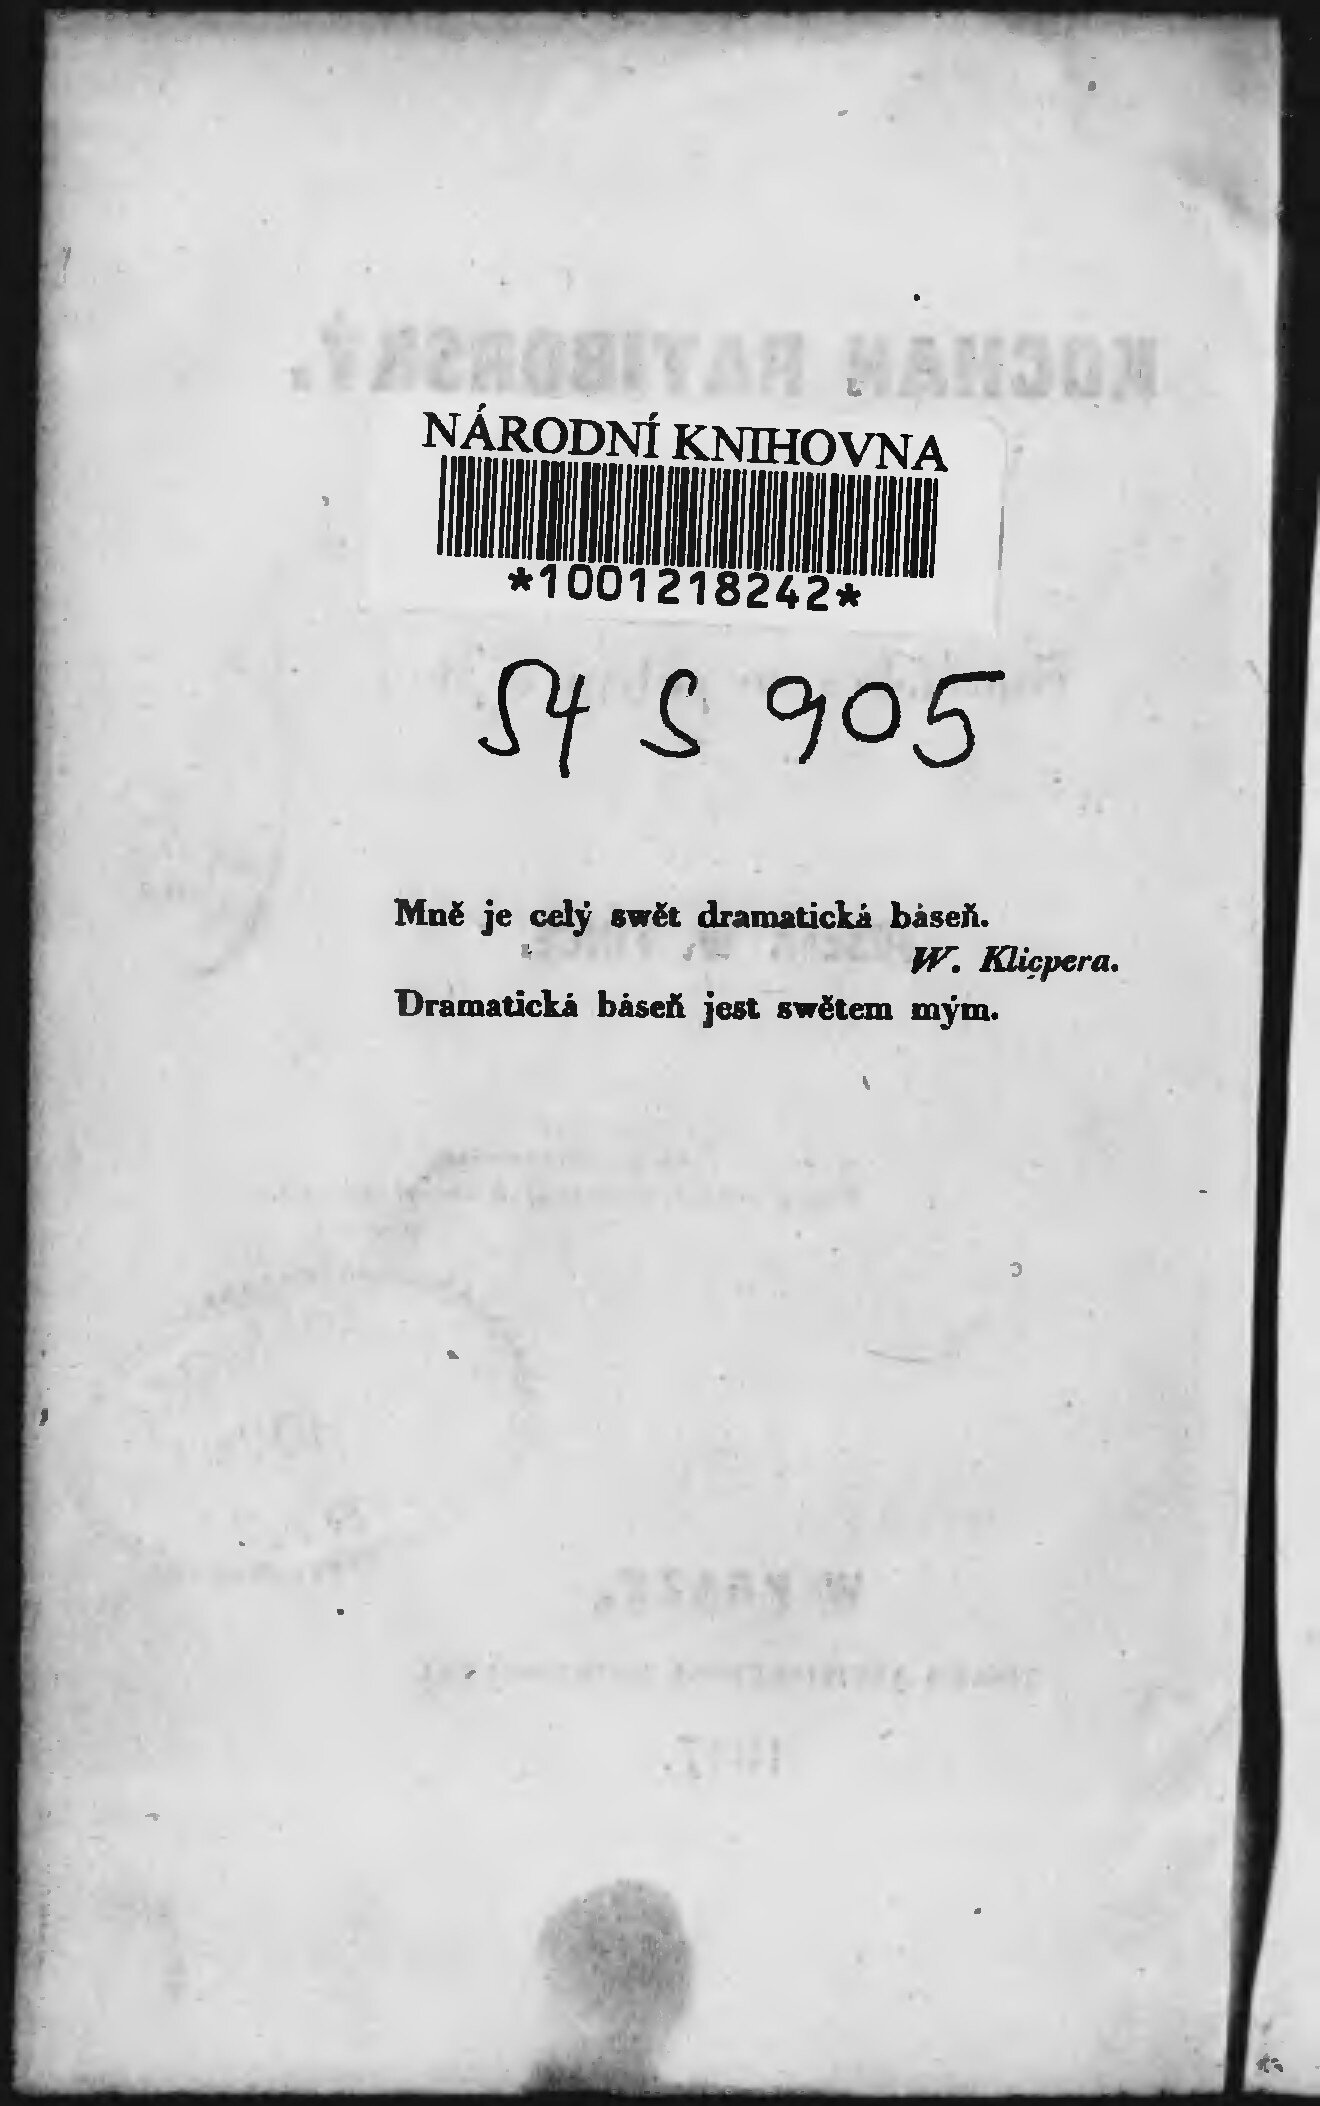 NÁRODNÍ KNIHOVNA
*1001218242*
54 S 905
Mně je celý swět dramatická báseň.
W. Klicpera.
Dramatická báseň jest swětem mým.